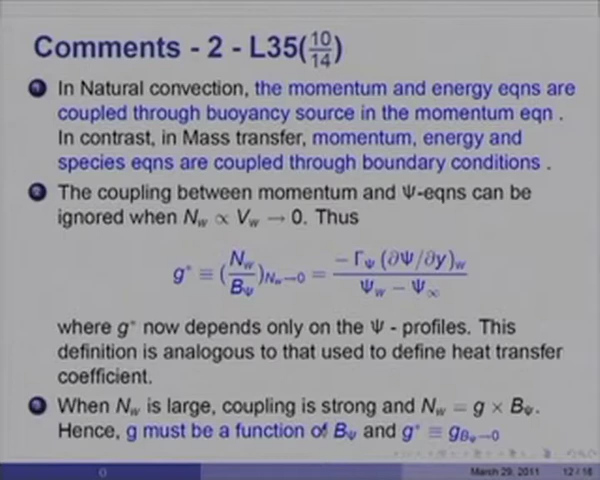 Comments - 2 - L35(10/14)
1 In Natural convection, the momentum and energy eqns are
coupled through buoyancy source in the momentum eqn .
In contrast, in Mass transfer, momentum, energy and
species eqns are coupled through boundary conditions .
2 The coupling between momentum and Ψ-eqns can be
ignored when N_w ∝ V_w → 0. Thus
g* ≡ (N_w/B_Ψ)_{N_w→0} = −Γ_Ψ (∂Ψ/∂y)_w / (Ψ_w − Ψ_∞)
where g* now depends only on the Ψ - profiles. This
definition is analogous to that used to define heat transfer
coefficient.
3 When N_w is large, coupling is strong and N_w = g × B_Ψ.
Hence, g must be a function of B_Ψ and g* ≡ g_{B_Ψ→0}
() March 29, 2011 12 / 16